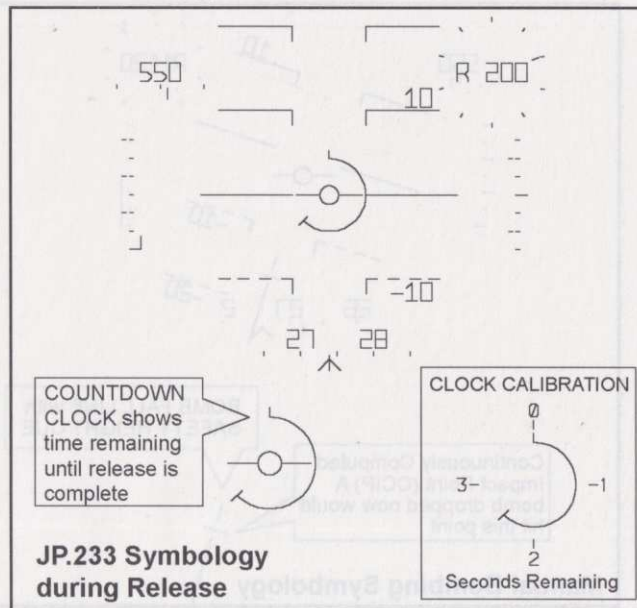 550
R 200
10
-10
27 28
COUNTDOWN
CLOCK shows
time remaining
until release is
complete
CLOCK CALIBRATION
0
3-
-1
2
Seconds Remaining
JP.233 Symbology
during Release